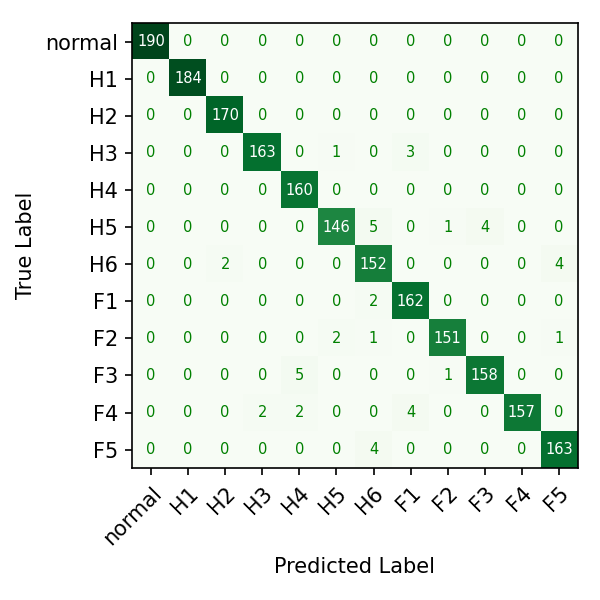 normal 190 0 0 0 0 0 0 0 0 0 0 0
H1 0 184 0 0 0 0 0 0 0 0 0 0
H2 0 0 170 0 0 0 0 0 0 0 0 0
H3 0 0 0 163 0 1 0 3 0 0 0 0
H4 0 0 0 0 160 0 0 0 0 0 0 0
H5 0 0 0 0 0 146 5 0 1 4 0 0
H6 0 0 2 0 0 0 152 0 0 0 0 4
F1 0 0 0 0 0 0 2 162 0 0 0 0
F2 0 0 0 0 0 2 1 0 151 0 0 1
F3 0 0 0 0 5 0 0 0 1 158 0 0
F4 0 0 0 2 2 0 0 4 0 0 157 0
F5 0 0 0 0 0 0 4 0 0 0 0 163
normal H1 H2 H3 H4 H5 H6 F1 F2 F3 F4 F5
Predicted Label
True Label